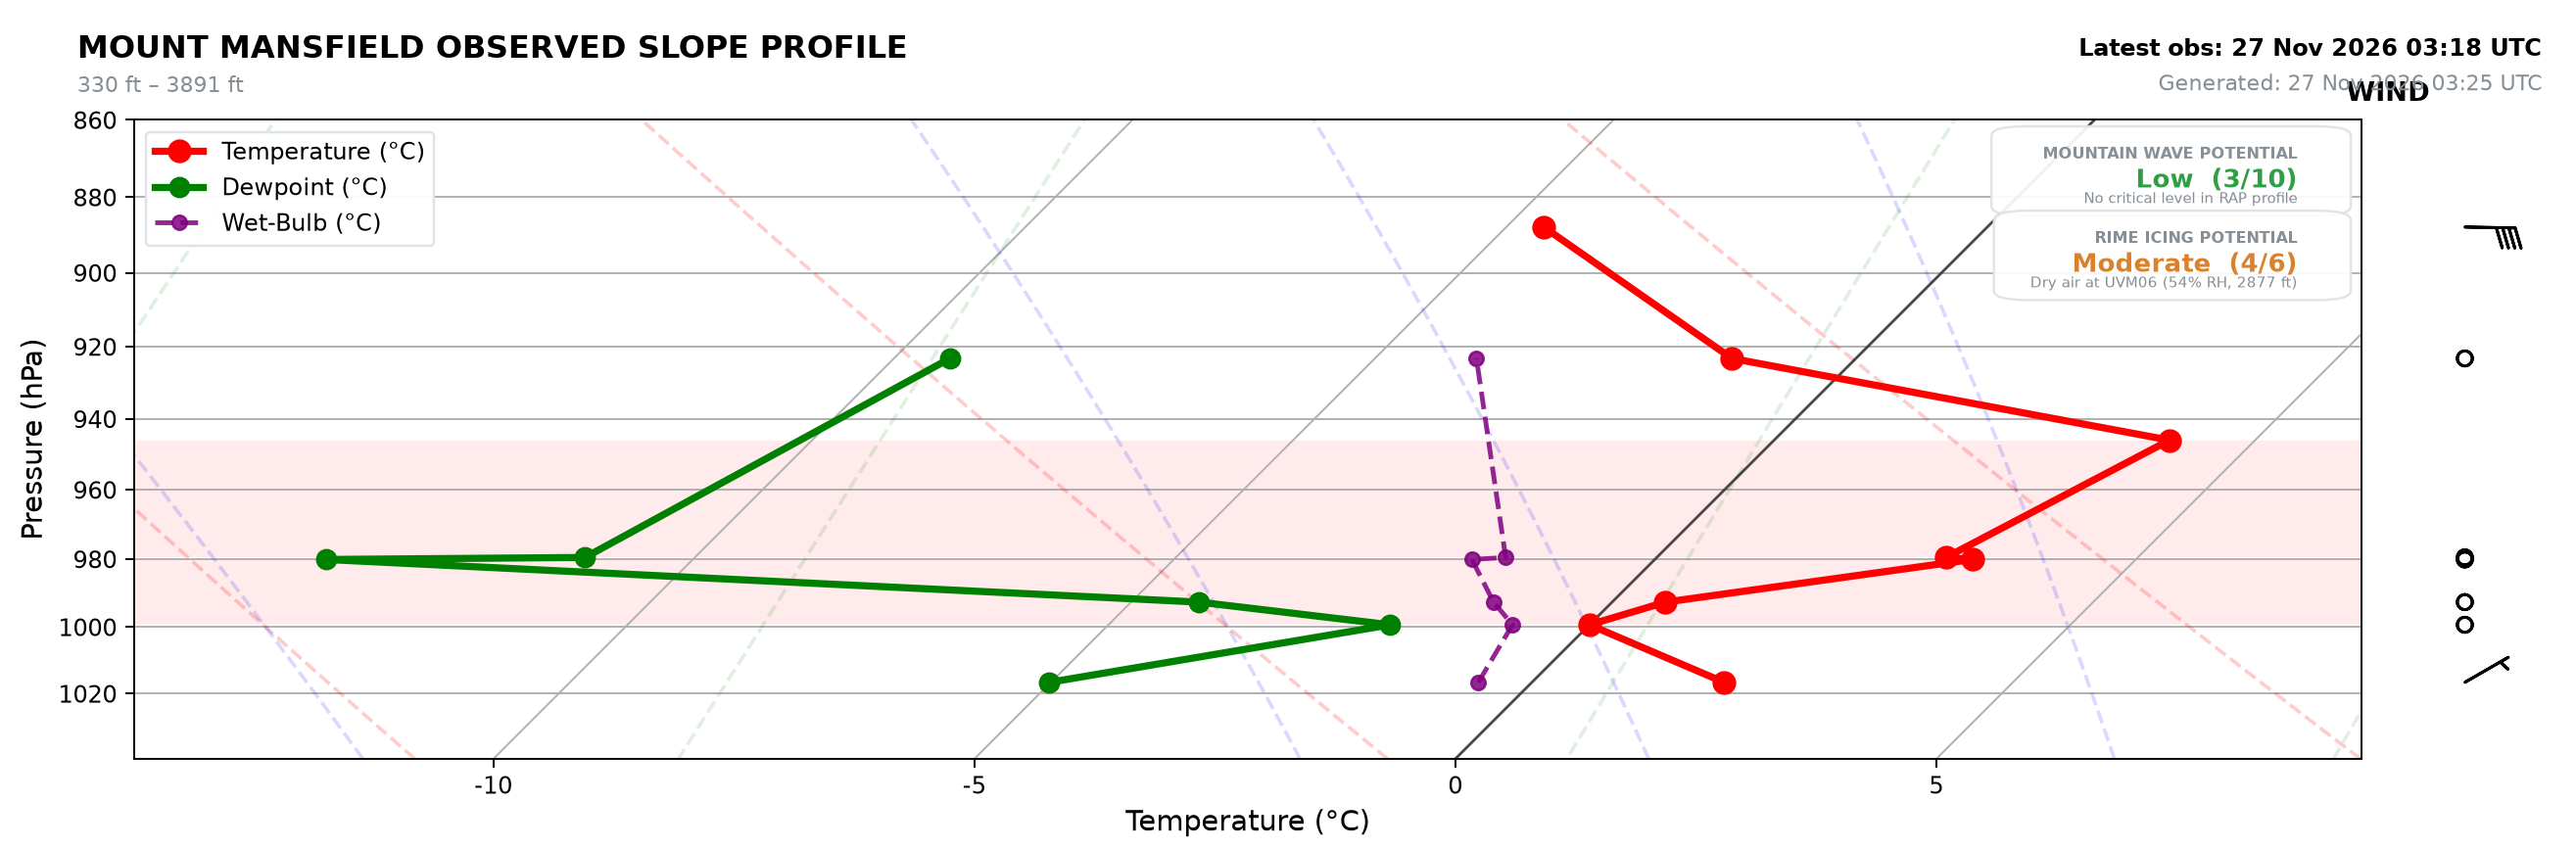 MOUNT MANSFIELD OBSERVED SLOPE PROFILE
330 ft – 3891 ft
Latest obs: 27 Nov 2026 03:18 UTC
Generated: 27 Nov 2026 03:25 UTC
WIND
Temperature (°C)
Dewpoint (°C)
Wet-Bulb (°C)
MOUNTAIN WAVE POTENTIAL
Low (3/10)
No critical level in RAP profile
RIME ICING POTENTIAL
Moderate (4/6)
Dry air at UVM06 (54% RH, 2877 ft)
Pressure (hPa)
860
880
900
920
940
960
980
1000
1020
-10
-5
0
5
Temperature (°C)